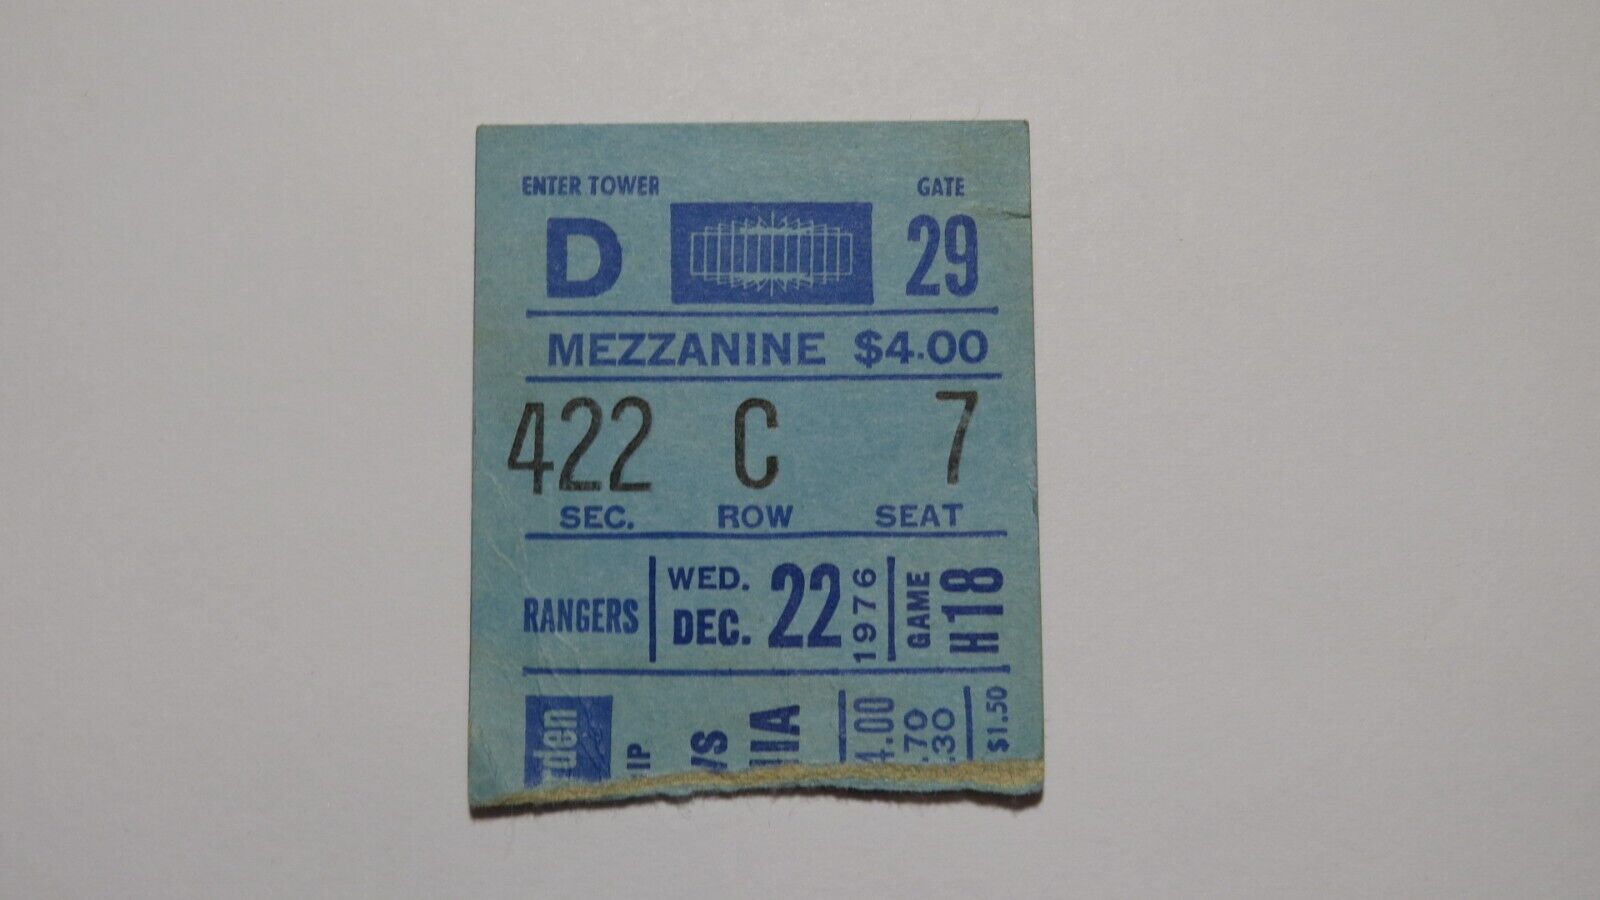 ENTER TOWER GATE
D 29
MEZZANINE $4.00
422 C 7
SEC. ROW SEAT
RANGERS WED. DEC. 22 1976 GAME H18
VS
$1.50